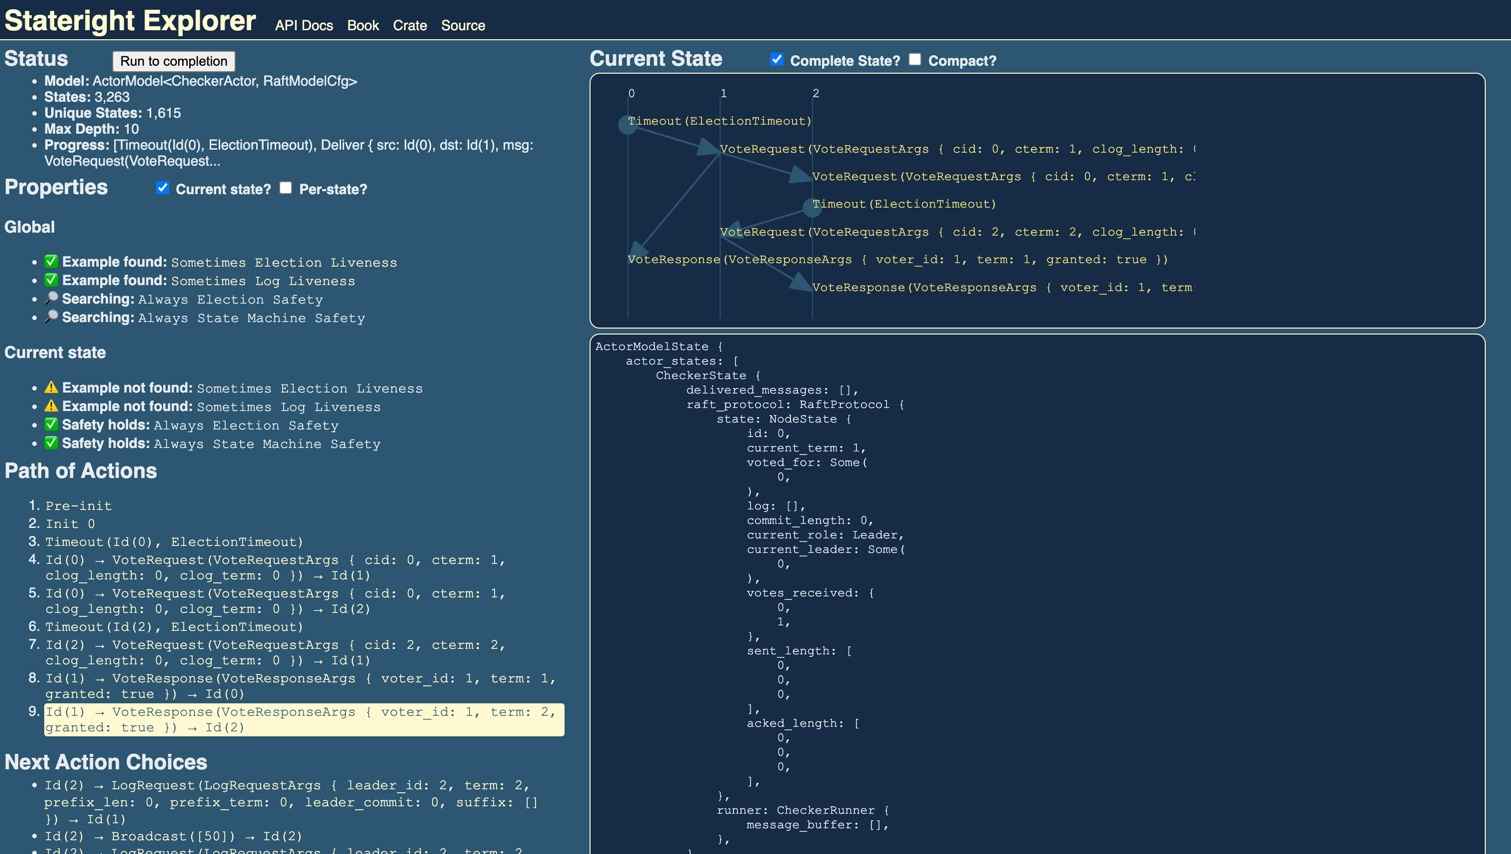 Stateright Explorer API Docs Book Crate Source
Status Run to completion
• Model: ActorModel<CheckerActor, RaftModelCfg>
• States: 3,263
• Unique States: 1,615
• Max Depth: 10
• Progress: [Timeout(Id(0), ElectionTimeout), Deliver { src: Id(0), dst: Id(1), msg:
VoteRequest(VoteRequest...
Properties Current state? Per-state?
Global
• ✅ Example found: Sometimes Election Liveness
• ✅ Example found: Sometimes Log Liveness
• 🔎 Searching: Always Election Safety
• 🔎 Searching: Always State Machine Safety
Current state
• ⚠️ Example not found: Sometimes Election Liveness
• ⚠️ Example not found: Sometimes Log Liveness
• ✅ Safety holds: Always Election Safety
• ✅ Safety holds: Always State Machine Safety
Path of Actions
1. Pre-init
2. Init 0
3. Timeout(Id(0), ElectionTimeout)
4. Id(0) → VoteRequest(VoteRequestArgs { cid: 0, cterm: 1,
clog_length: 0, clog_term: 0 }) → Id(1)
5. Id(0) → VoteRequest(VoteRequestArgs { cid: 0, cterm: 1,
clog_length: 0, clog_term: 0 }) → Id(2)
6. Timeout(Id(2), ElectionTimeout)
7. Id(2) → VoteRequest(VoteRequestArgs { cid: 2, cterm: 2,
clog_length: 0, clog_term: 0 }) → Id(1)
8. Id(1) → VoteResponse(VoteResponseArgs { voter_id: 1, term: 1,
granted: true }) → Id(0)
9. Id(1) → VoteResponse(VoteResponseArgs { voter_id: 1, term: 2,
granted: true }) → Id(2)
Next Action Choices
• Id(2) → LogRequest(LogRequestArgs { leader_id: 2, term: 2,
prefix_len: 0, prefix_term: 0, leader_commit: 0, suffix: []
}) → Id(1)
• Id(2) → Broadcast([50]) → Id(2)
• Id(2) → LogRequest(LogRequestArgs { leader_id: 2, term: 2,
Current State Complete State? Compact?
0 1 2
Timeout(ElectionTimeout)
VoteRequest(VoteRequestArgs { cid: 0, cterm: 1, clog_length:
VoteRequest(VoteRequestArgs { cid: 0, cterm: 1, cl
Timeout(ElectionTimeout)
VoteRequest(VoteRequestArgs { cid: 2, cterm: 2, clog_length:
VoteResponse(VoteResponseArgs { voter_id: 1, term: 1, granted: true })
VoteResponse(VoteResponseArgs { voter_id: 1, term:
ActorModelState {
actor_states: [
CheckerState {
delivered_messages: [],
raft_protocol: RaftProtocol {
state: NodeState {
id: 0,
current_term: 1,
voted_for: Some(
0,
),
log: [],
commit_length: 0,
current_role: Leader,
current_leader: Some(
0,
),
votes_received: {
0,
1,
},
sent_length: [
0,
0,
0,
],
acked_length: [
0,
0,
0,
],
},
runner: CheckerRunner {
message_buffer: [],
},
}